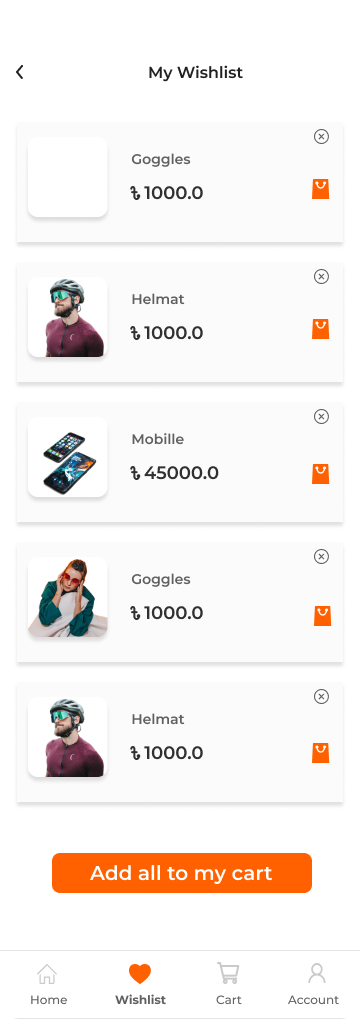 My Wishlist
Goggles
৳ 1000.0
Helmat
৳ 1000.0
Mobille
৳ 45000.0
Goggles
৳ 1000.0
Helmat
৳ 1000.0
Add all to my cart
Home Wishlist Cart Account